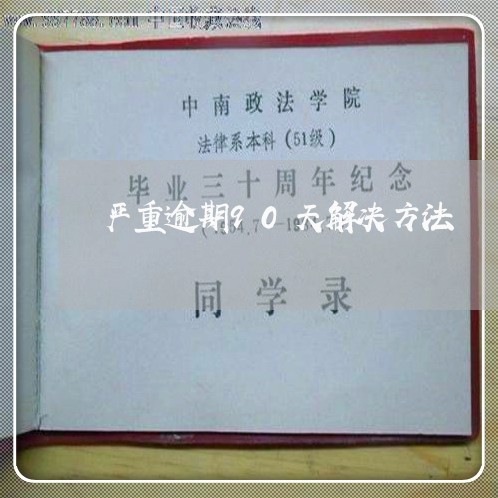 中南政法学院
法律系本科(51级)
毕业三十周年纪念
严重逾期90天解决方法
同学录